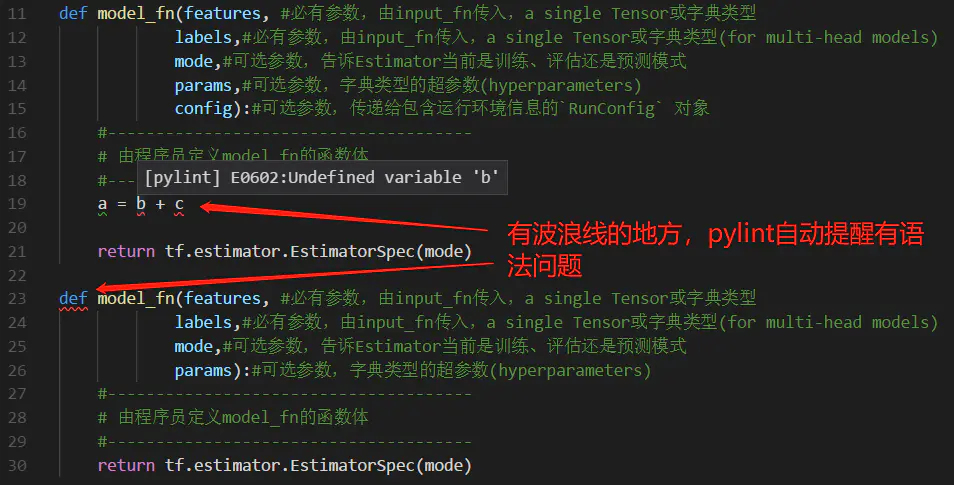 11 def model_fn(features, #必有参数，由input_fn传入，a single Tensor或字典类型
12 labels,#必有参数，由input_fn传入，a single Tensor或字典类型(for multi-head models)
13 mode,#可选参数，告诉Estimator当前是训练、评估还是预测模式
14 params,#可选参数，字典类型的超参数(hyperparameters)
15 config):#可选参数，传递给包含运行环境信息的`RunConfig` 对象
16 #--------------------------------------
17 # 由程序员定义model_fn的函数体
[pylint] E0602:Undefined variable 'b'
18 #---
19 a = b + c
有波浪线的地方，pylint自动提醒有语
法问题
20
21 return tf.estimator.EstimatorSpec(mode)
22
23 def model_fn(features, #必有参数，由input_fn传入，a single Tensor或字典类型
24 labels,#必有参数，由input_fn传入，a single Tensor或字典类型(for multi-head models)
25 mode,#可选参数，告诉Estimator当前是训练、评估还是预测模式
26 params):#可选参数，字典类型的超参数(hyperparameters)
27 #--------------------------------------
28 # 由程序员定义model_fn的函数体
29 #--------------------------------------
30 return tf.estimator.EstimatorSpec(mode)